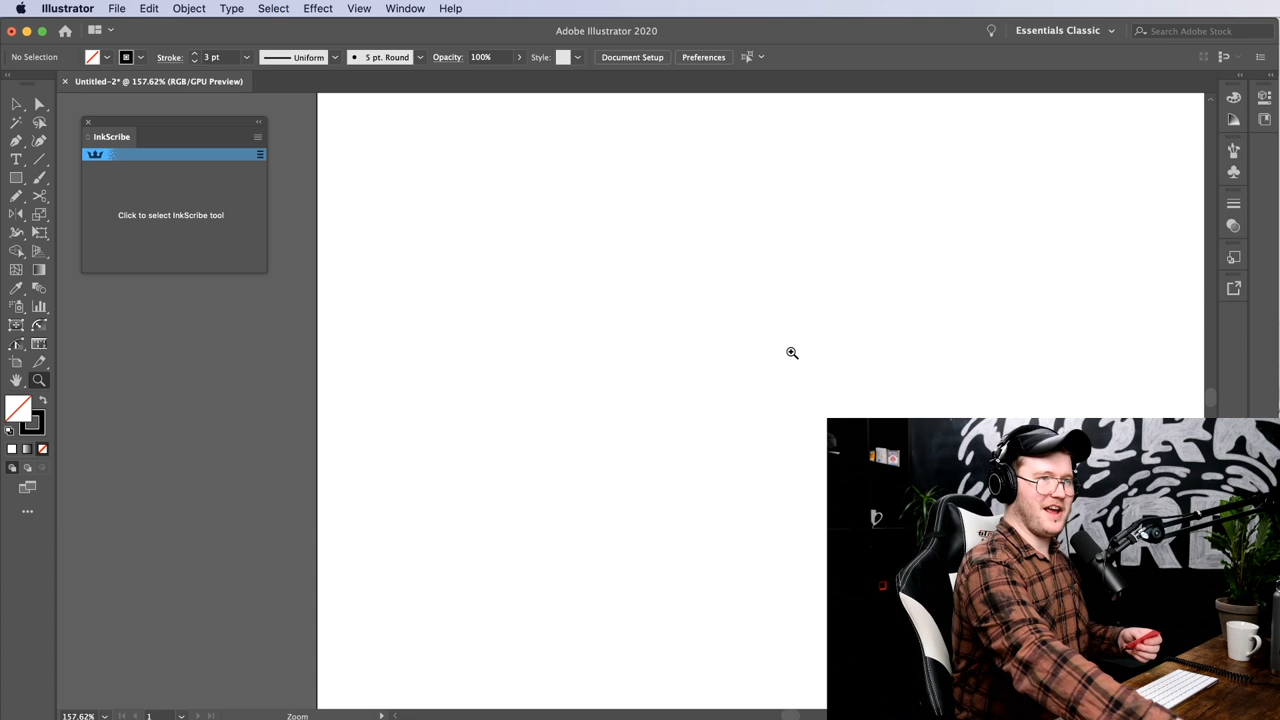 Illustrator File Edit Object Type Select Effect View Window Help
Adobe Illustrator 2020
Essentials Classic
Search Adobe Stock
No Selection
Stroke: 3 pt
Uniform
5 pt. Round
Opacity: 100%
Style:
Document Setup
Preferences
Untitled-2* @ 157.62% (RGB/GPU Preview)
InkScribe
Click to select InkScribe tool
157.62%
1
Zoom